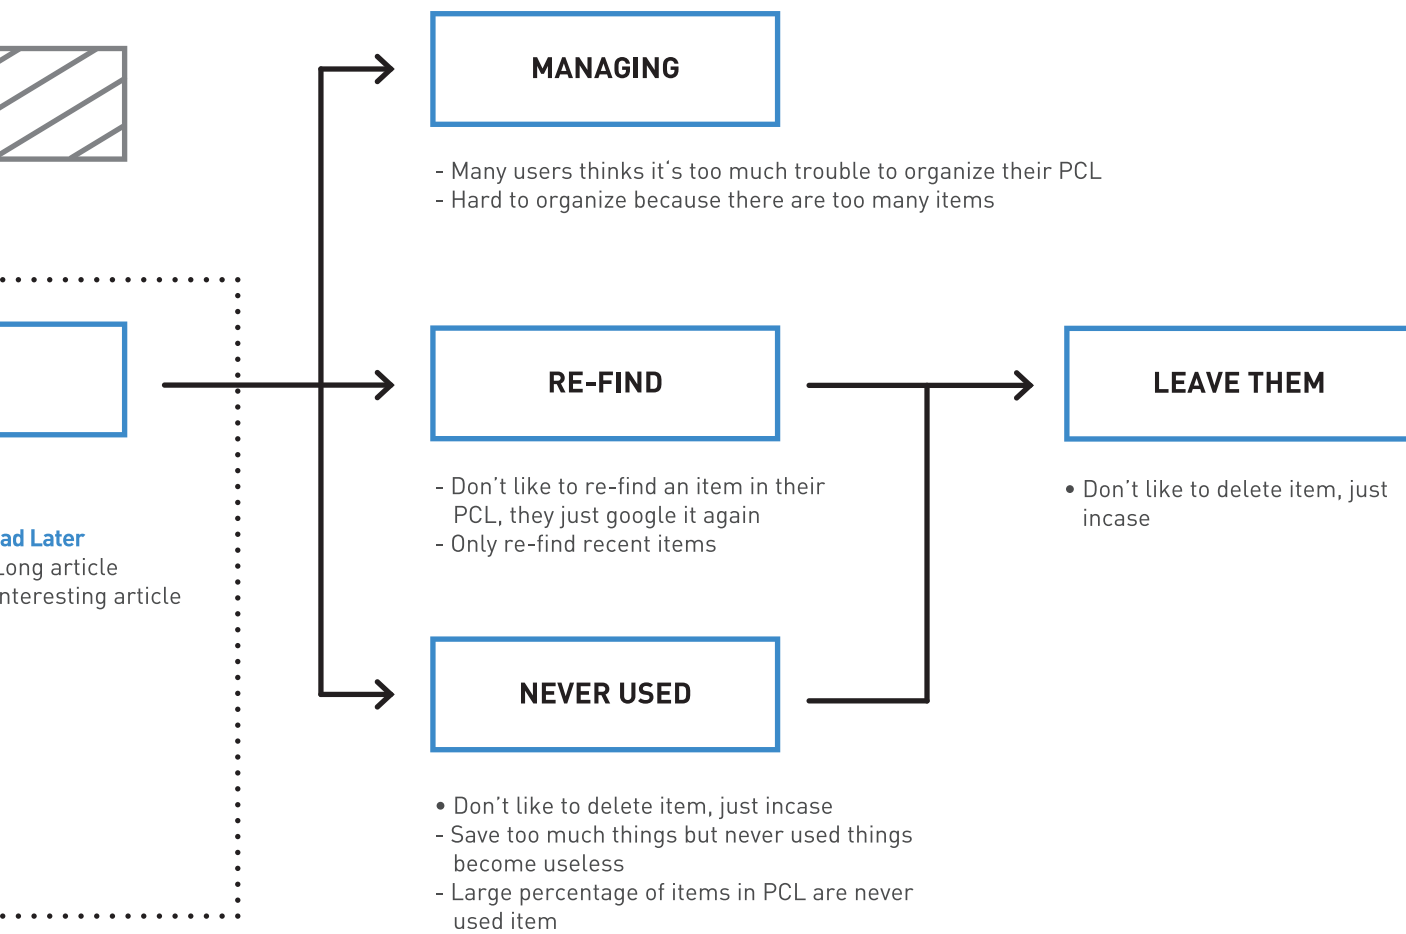 MANAGING
- Many users thinks it‘s too much trouble to organize their PCL
- Hard to organize because there are too many items
RE-FIND
- Don’t like to re-find an item in their
PCL, they just google it again
- Only re-find recent items
LEAVE THEM
• Don’t like to delete item, just
incase
ad Later
Long article
nteresting article
NEVER USED
• Don’t like to delete item, just incase
- Save too much things but never used things
become useless
- Large percentage of items in PCL are never
used item